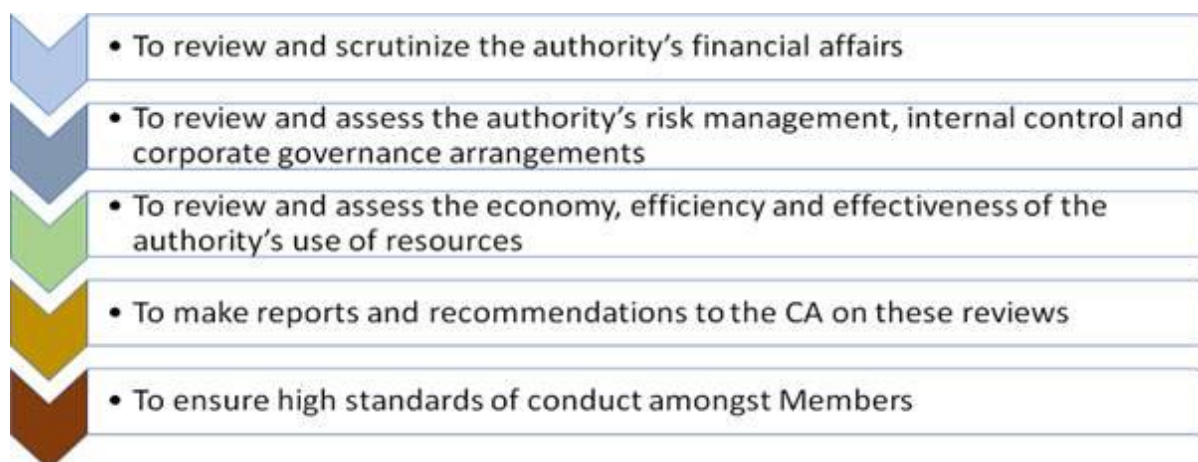 • To review and scrutinize the authority’s financial affairs
• To review and assess the authority’s risk management, internal control and
corporate governance arrangements
• To review and assess the economy, efficiency and effectiveness of the
authority’s use of resources
• To make reports and recommendations to the CA on these reviews
• To ensure high standards of conduct amongst Members